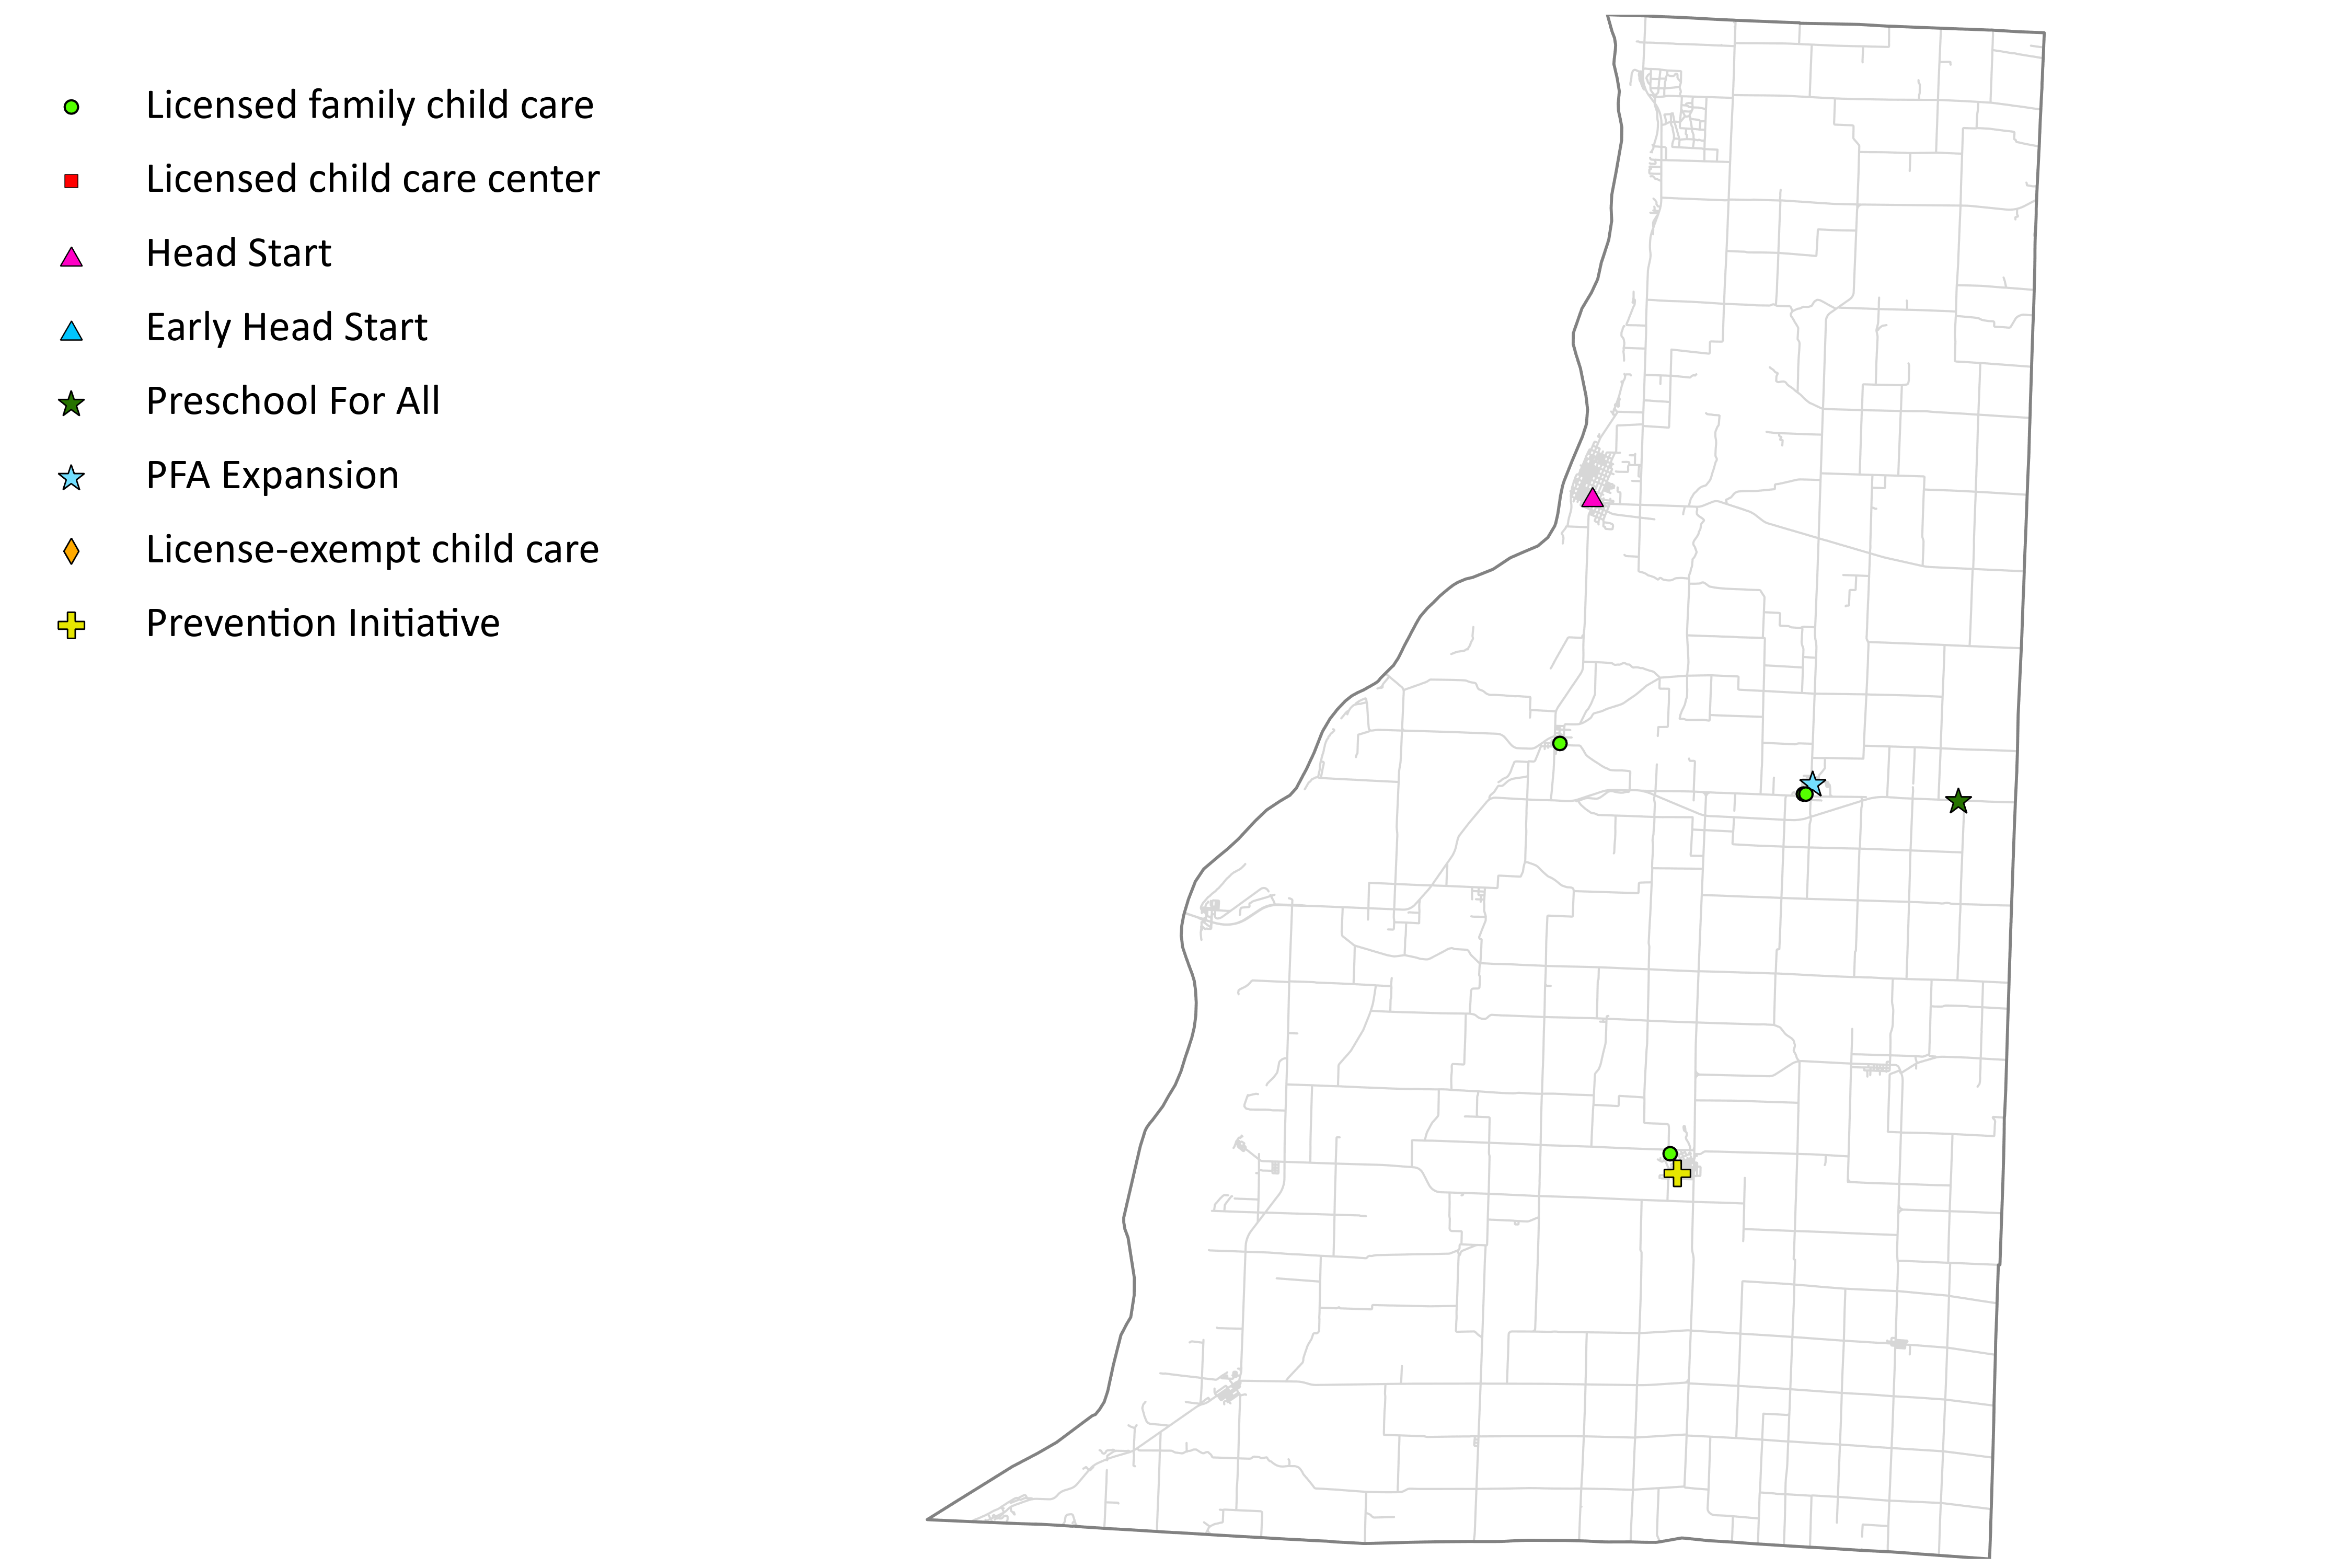 Licensed family child care
Licensed child care center
Head Start
Early Head Start
Preschool For All
PFA Expansion
License-exempt child care
Prevention Initiative